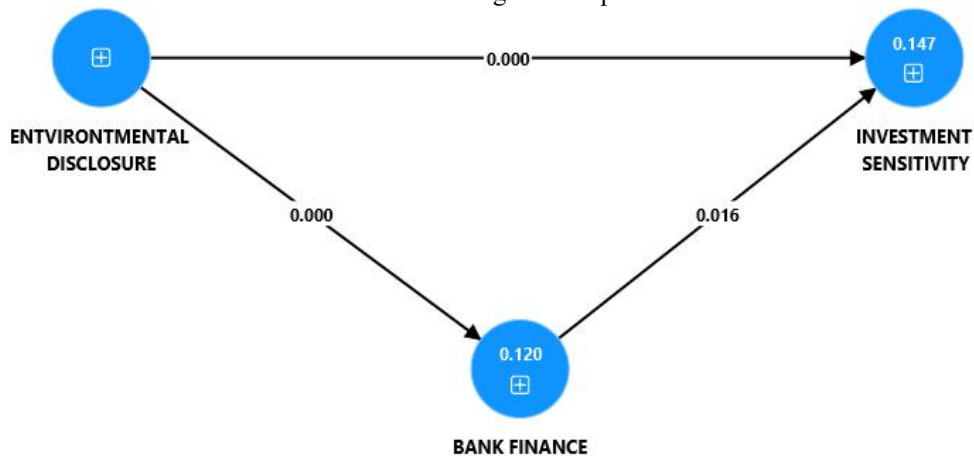 0.147
0.000
ENTVIRONTMENTAL
DISCLOSURE
INVESTMENT
SENSITIVITY
0.000
0.016
0.120
BANK FINANCE